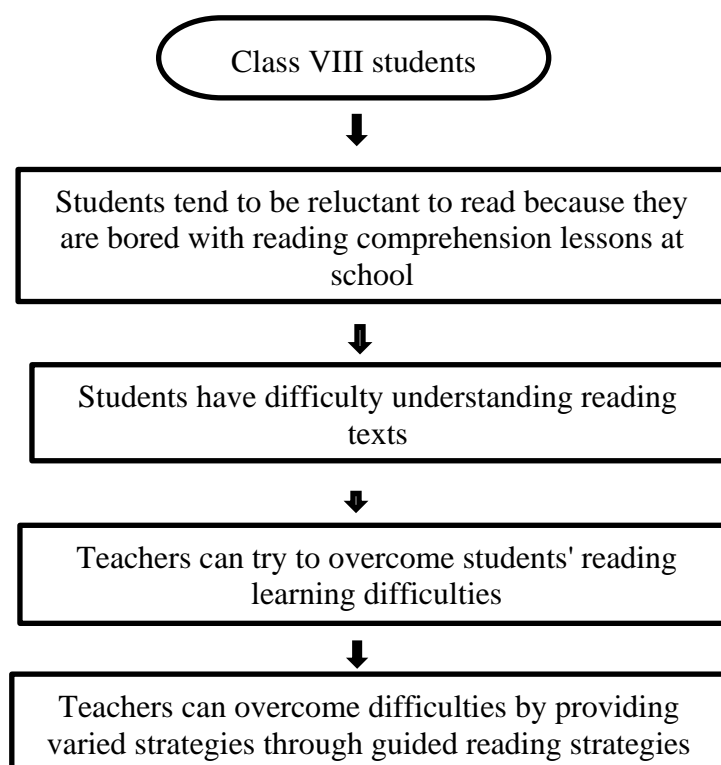 Class VIII students
Students tend to be reluctant to read because they
are bored with reading comprehension lessons at
school
Students have difficulty understanding reading
texts
Teachers can try to overcome students' reading
learning difficulties
Teachers can overcome difficulties by providing
varied strategies through guided reading strategies